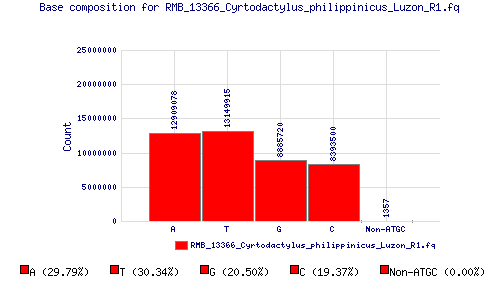 Base composition for RMB_13366_Cyrtodactylus_philippinicus_Luzon_R1.fq
25000000
20000000
15000000
10000000
5000000
0
Count
12909078
13149915
8885720
8393500
1357
A T G C Non-ATGC
RMB_13366_Cyrtodactylus_philippinicus_Luzon_R1.fq
A (29.79%) T (30.34%) G (20.50%) C (19.37%) Non-ATGC (0.00%)